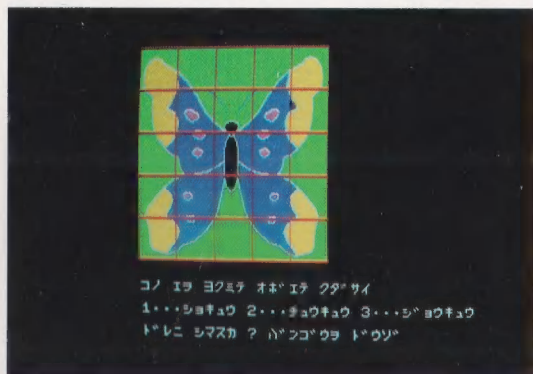 コノ エヲ ヨクミテ オボエテ クダサイ
1・・・ショキュウ 2・・・チュウキュウ 3・・・ジョウキュウ
ドレニ シマスカ ? バンゴウヲ ドウゾ